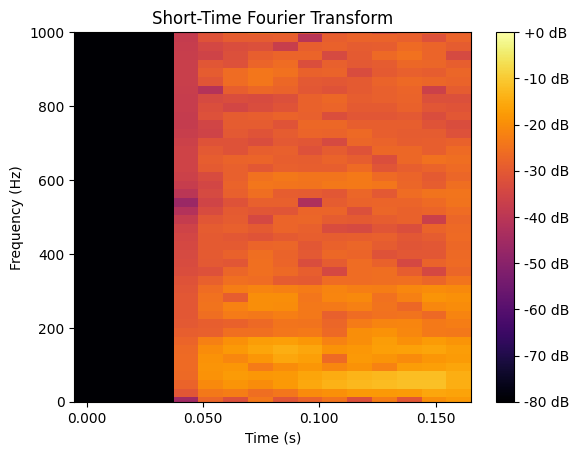 Short-Time Fourier Transform
1000
800
600
400
200
0
Frequency (Hz)
0.000
0.050
0.100
0.150
Time (s)
+0 dB
-10 dB
-20 dB
-30 dB
-40 dB
-50 dB
-60 dB
-70 dB
-80 dB